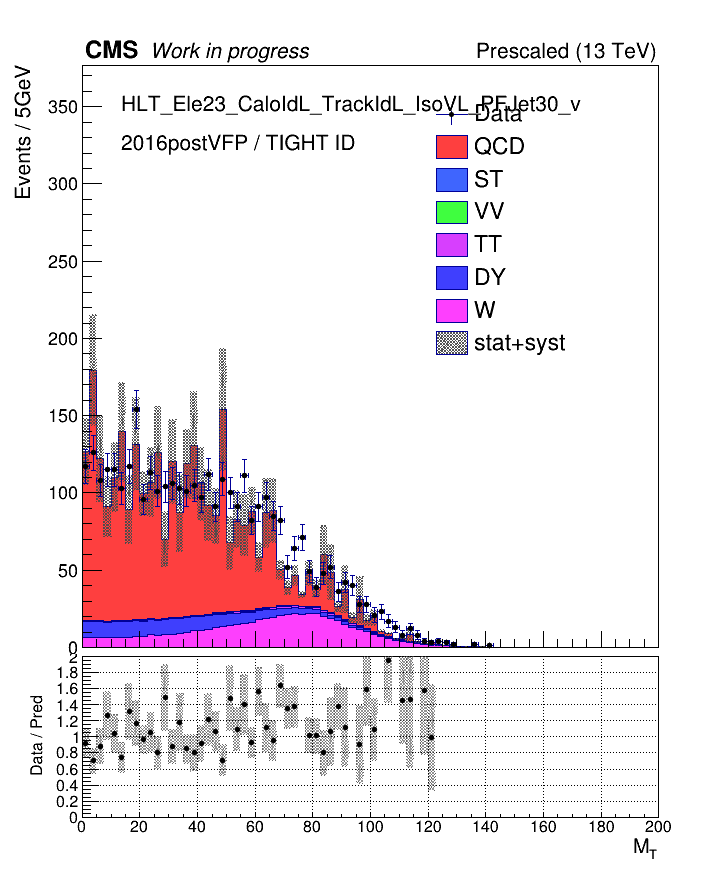 CMS Work in progress Prescaled (13 TeV)
Events / 5GeV
350
300
250
200
150
100
50
0
HLT_Ele23_CaloIdL_TrackIdL_IsoVL_PFJet30_v
2016postVFP / TIGHT ID
Data
QCD
ST
VV
TT
DY
W
stat+syst
Data / Pred
2
1.8
1.6
1.4
1.2
1
0.8
0.6
0.4
0.2
0
0 20 40 60 80 100 120 140 160 180 200
M_T